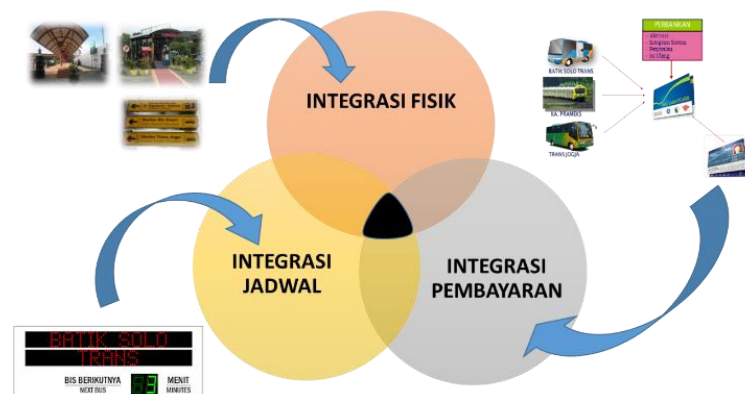 INTEGRASI FISIK
PERBANKAN
BATIK SOLO TRANS
KA. PRAMEKS
TRANS JOGJA
INTEGRASI
JADWAL
INTEGRASI
PEMBAYARAN
BATIK SOLO
TRANS
BIS BERIKUTNYA
NEXT BUS
3
MENIT
MINUTES